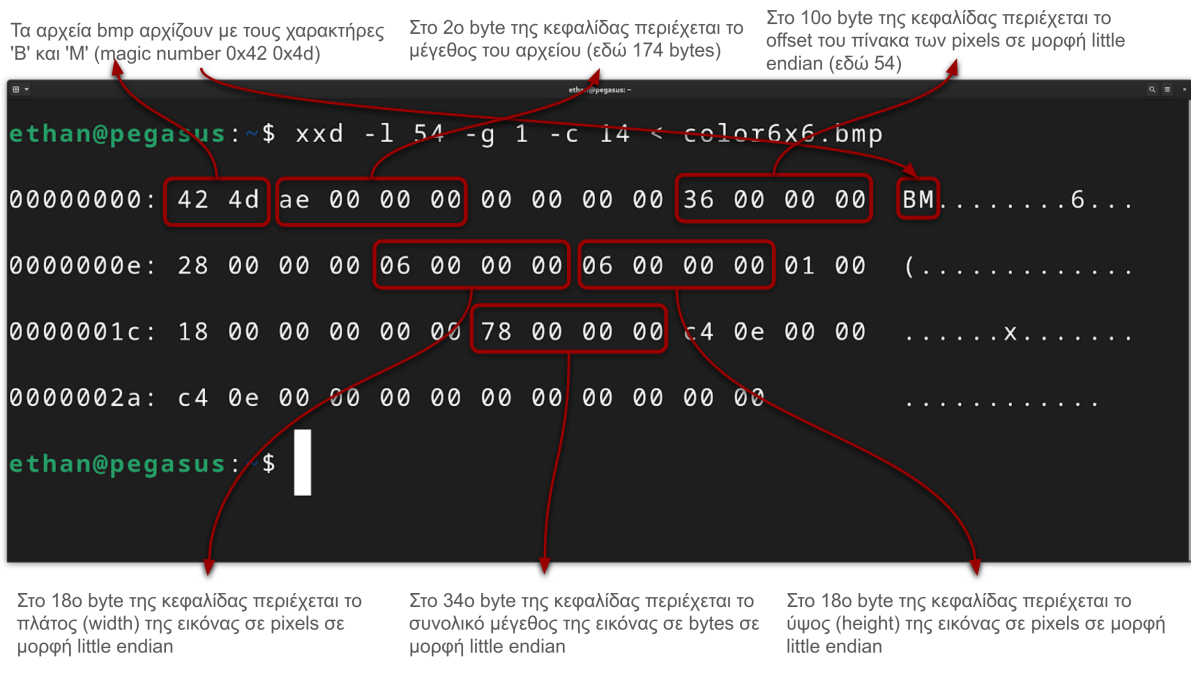 Τα αρχεία bmp αρχίζουν με τους χαρακτήρες
'B' και 'M' (magic number 0x42 0x4d)
Στο 2ο byte της κεφαλίδας περιέχεται το
μέγεθος του αρχείου (εδώ 174 bytes)
Στο 10ο byte της κεφαλίδας περιέχεται το
offset του πίνακα των pixels σε μορφή little
endian (εδώ 54)
ethan@pegasus: ~
ethan@pegasus:~$ xxd -l 54 -g 1 -c 14 < color6x6.bmp
00000000: 42 4d ae 00 00 00 00 00 00 00 36 00 00 00 BM........6...
0000000e: 28 00 00 00 06 00 00 00 06 00 00 00 01 00 (.............
0000001c: 18 00 00 00 00 00 78 00 00 00 c4 0e 00 00 ......x.......
0000002a: c4 0e 00 00 00 00 00 00 00 00 00 00 ............
ethan@pegasus:~$
Στο 18ο byte της κεφαλίδας περιέχεται το
πλάτος (width) της εικόνας σε pixels σε
μορφή little endian
Στο 34ο byte της κεφαλίδας περιέχεται το
συνολικό μέγεθος της εικόνας σε bytes σε
μορφή little endian
Στο 18ο byte της κεφαλίδας περιέχεται το
ύψος (height) της εικόνας σε pixels σε μορφή
little endian